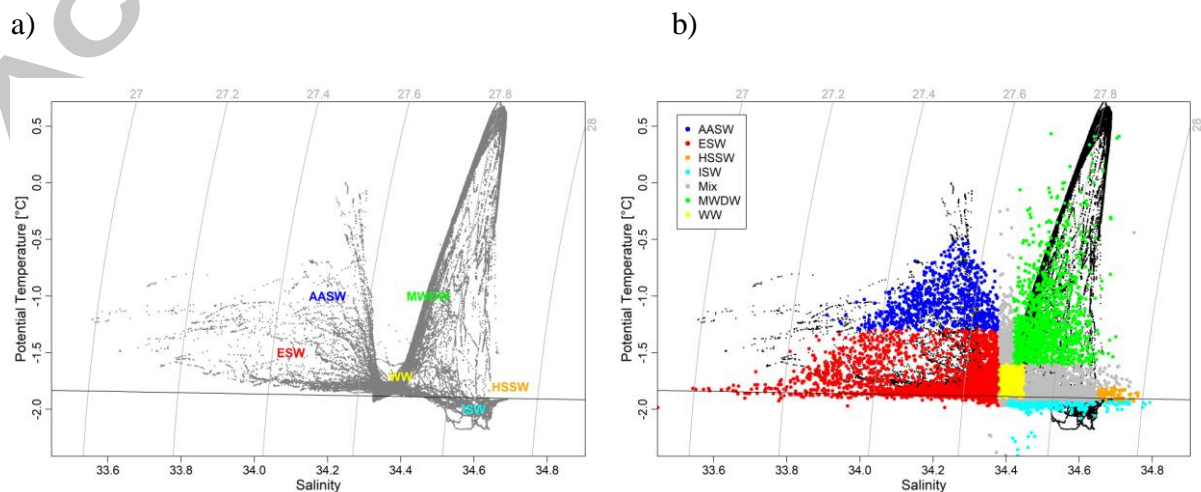 Ac
a)
27
27.2
27.4
27.6
27.8
28
Potential Temperature [°C]
0.5
0.0
-0.5
-1.0
-1.5
-2.0
AASW
MWDW
ESW
WW
HSSW
ISW
33.6
33.8
34.0
34.2
34.4
34.6
34.8
Salinity
b)
27
27.2
27.4
27.6
27.8
28
Potential Temperature [°C]
0.5
0.0
-0.5
-1.0
-1.5
-2.0
AASW
ESW
HSSW
ISW
Mix
MWDW
WW
33.6
33.8
34.0
34.2
34.4
34.6
34.8
Salinity